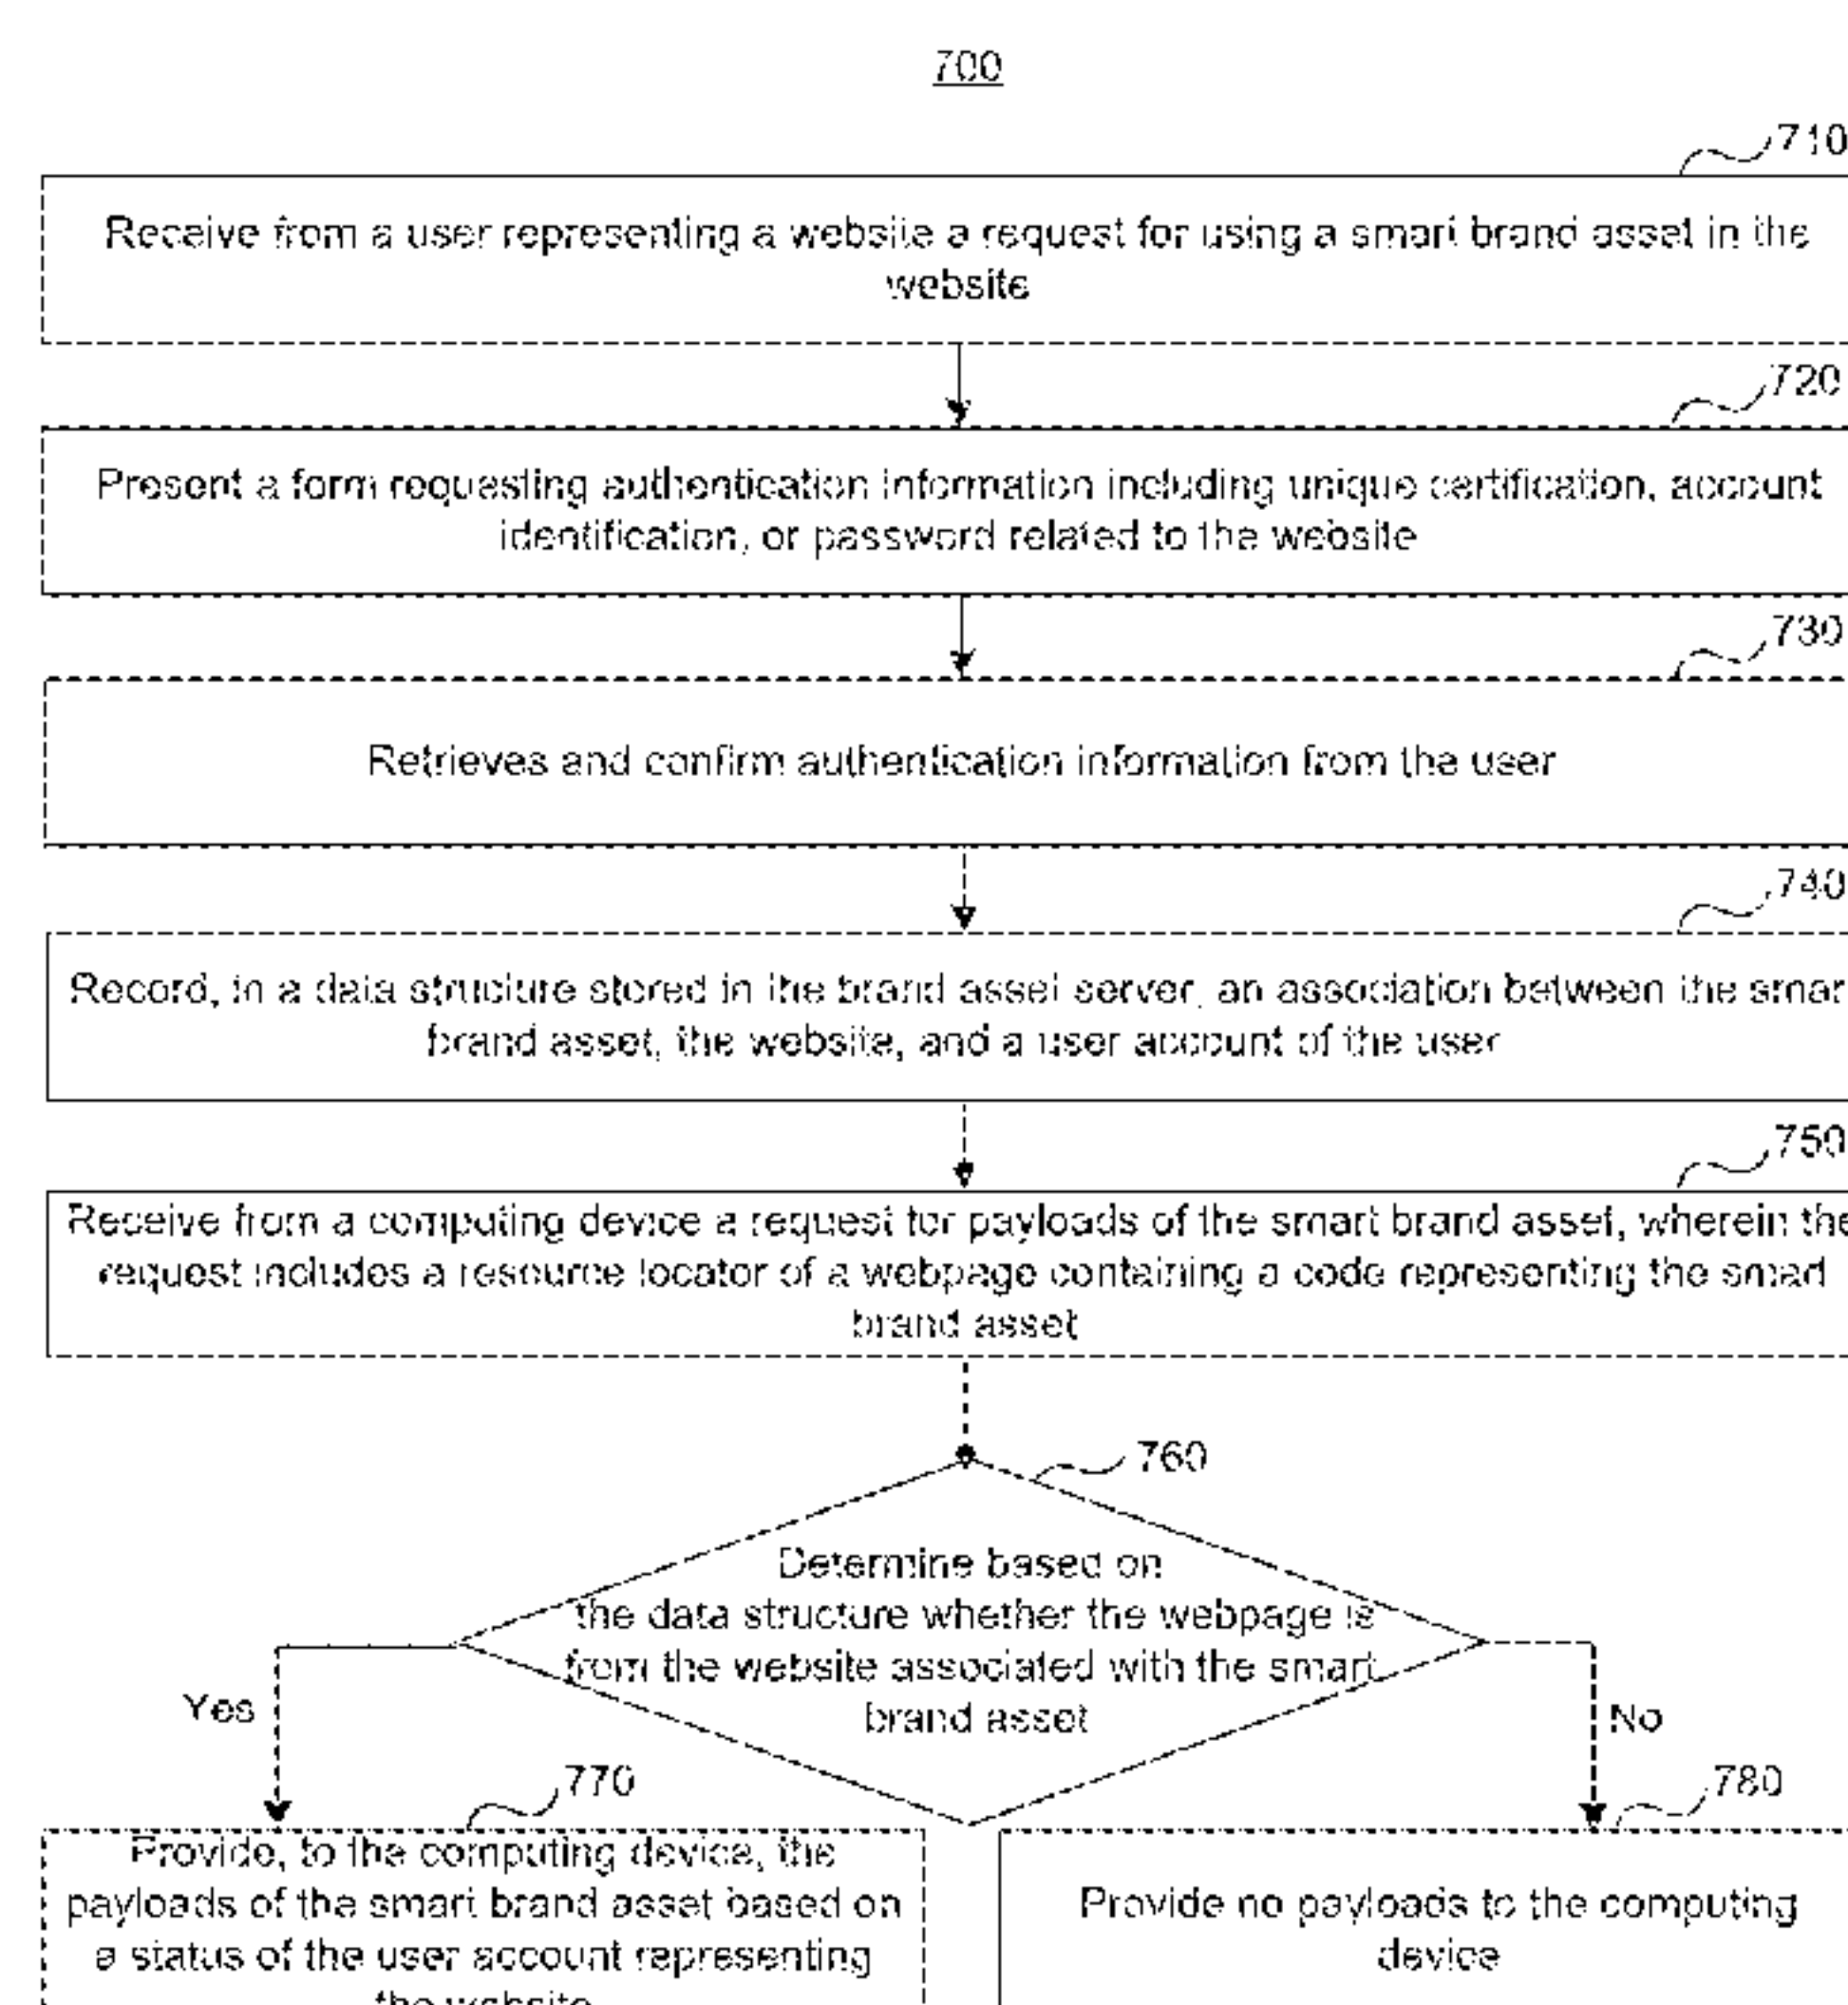 700
710
Receive from a user representing a website a request for using a smart brand asset in the
website
720
Present a form requesting authentication information including unique certification, account
identification, or password related to the website
730
Retrieves and confirm authentication information from the user
740
Record, in a data structure stored in the brand asset server, an association between the smar
brand asset, the website, and a user account of the user
750
Receive from a computing device a request for payloads of the smart brand asset, wherein the
request includes a resource locator of a webpage containing a code representing the smart
brand asset
760
Determine based on
the data structure whether the webpage is
from the website associated with the smart
brand asset
Yes
No
770
780
Provide, to the computing device, the
payloads of the smart brand asset based on
a status of the user account representing
the website
Provide no payloads to the computing
device